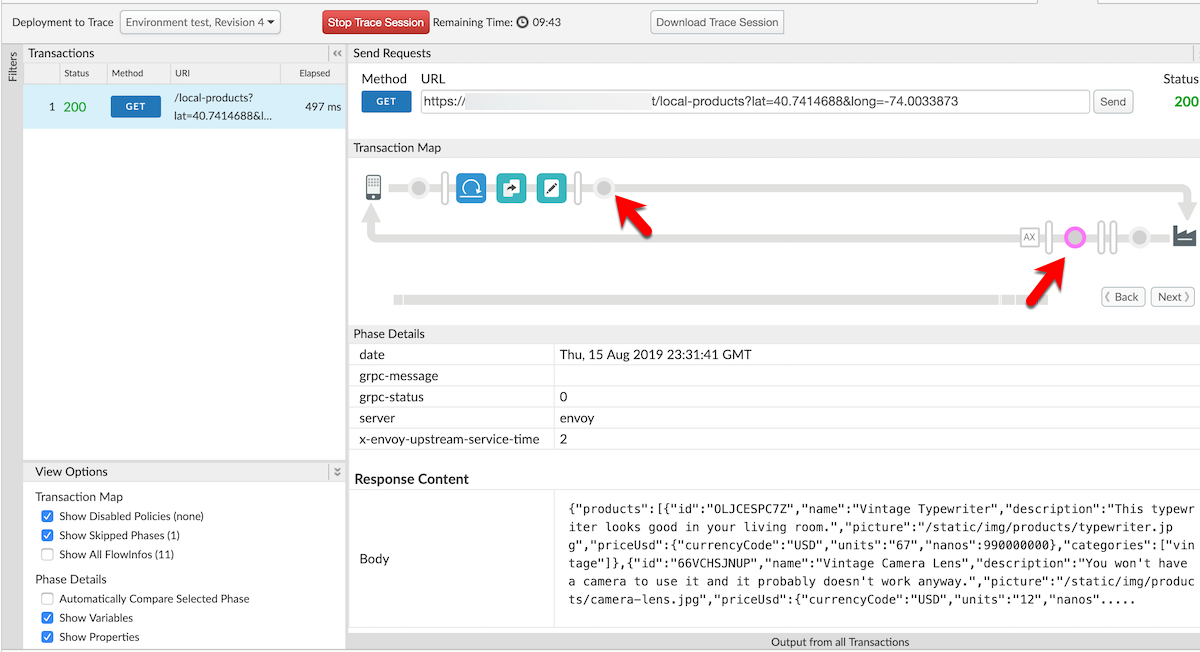 Deployment to Trace Environment test, Revision 4 Stop Trace Session Remaining Time: 09:43 Download Trace Session
Filters
Transactions
Status Method URI Elapsed
1 200 GET /local-products?
lat=40.7414688&l... 497 ms
Send Requests
Method URL Status
GET https:// t/local-products?lat=40.7414688&long=-74.0033873 Send 200
Transaction Map
AX
Back Next
Phase Details
date Thu, 15 Aug 2019 23:31:41 GMT
grpc-message
grpc-status 0
server envoy
x-envoy-upstream-service-time 2
Response Content
Body
{"products":[{"id":"OLJCESPC7Z","name":"Vintage Typewriter","description":"This typewr
iter looks good in your living room.","picture":"/static/img/products/typewriter.jp
g","priceUsd":{"currencyCode":"USD","units":"67","nanos":990000000},"categories":["vin
tage"]},{"id":"66VCHSJNUP","name":"Vintage Camera Lens","description":"You won't have
a camera to use it and it probably doesn't work anyway.","picture":"/static/img/produc
ts/camera-lens.jpg","priceUsd":{"currencyCode":"USD","units":"12","nanos".....
View Options
Transaction Map
Show Disabled Policies (none)
Show Skipped Phases (1)
Show All FlowInfos (11)
Phase Details
Automatically Compare Selected Phase
Show Variables
Show Properties
Output from all Transactions